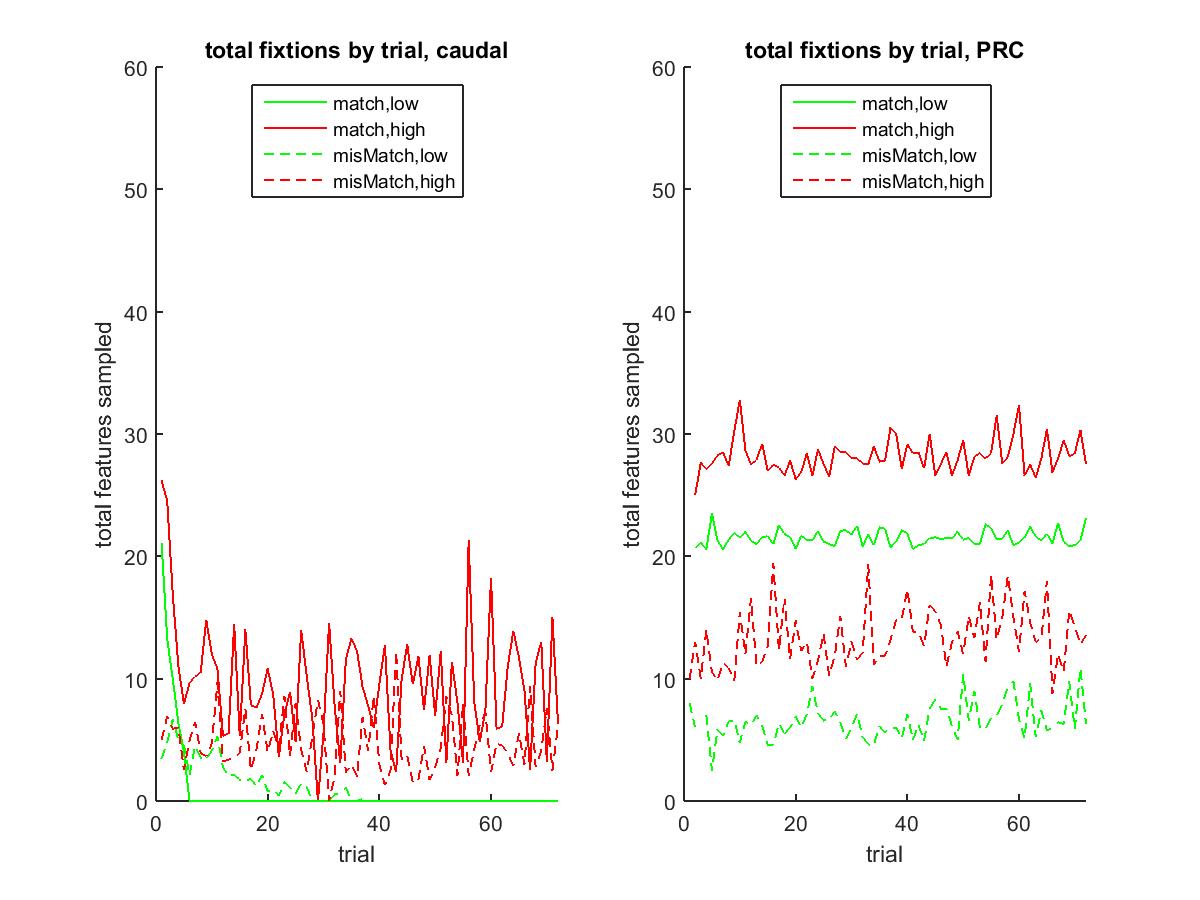 total fixtions by trial, caudal
60
50
40
30
20
10
0
total features sampled
match,low
match,high
misMatch,low
misMatch,high
0 20 40 60
trial
total fixtions by trial, PRC
60
50
40
30
20
10
0
total features sampled
match,low
match,high
misMatch,low
misMatch,high
0 20 40 60
trial